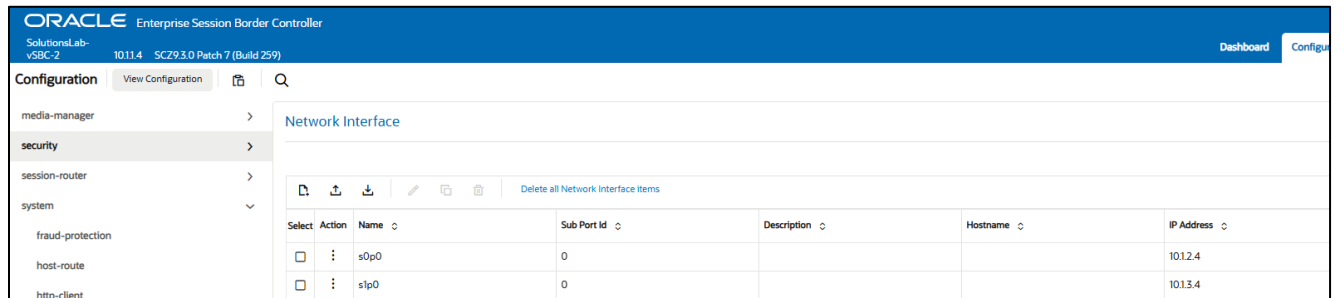 ORACLE Enterprise Session Border Controller
SolutionsLab-
vSBC-2 10.1.1.4 SCZ9.3.0 Patch 7 (Build 259)
Dashboard Configur
Configuration View Configuration
media-manager
security
session-router
system
fraud-protection
host-route
http-client
Network Interface
Delete all Network Interface items
Select Action Name Sub Port Id Description Hostname IP Address
s0p0 0 10.1.2.4
s1p0 0 10.1.3.4